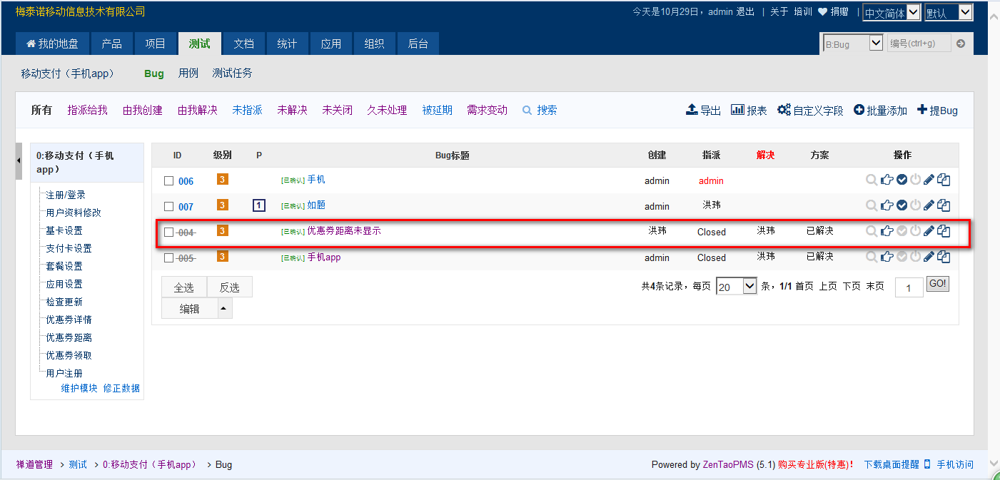 梅泰诺移动信息技术有限公司
今天是10月29日，admin 退出 | 关于 培训 捐赠 | 中文简体 默认
我的地盘 产品 项目 测试 文档 统计 应用 组织 后台 B:Bug 编号(ctrl+g)
移动支付（手机app） Bug 用例 测试任务
所有 指派给我 由我创建 由我解决 未指派 未解决 未关闭 久未处理 被延期 需求变动 搜索 导出 报表 自定义字段 批量添加 提Bug
0:移动支付（手机
app）
注册/登录
用户资料修改
基卡设置
支付卡设置
套餐设置
应用设置
检查更新
优惠券详情
优惠券距离
优惠券领取
用户注册
维护模块 修正数据
ID 级别 P Bug标题 创建 指派 解决 方案 操作
006 3 [已确认] 手机 admin admin
007 3 1 [已确认] 如题 admin 洪玮
004 3 [已确认] 优惠券距离未显示 洪玮 Closed 洪玮 已解决
005 3 [已确认] 手机app admin Closed 洪玮 已解决
全选 反选 共4条记录，每页 20 条，1/1 首页 上页 下页 末页 1 GO!
编辑
禅道管理 测试 0:移动支付（手机app） Bug Powered by ZenTaoPMS (5.1) 购买专业版(特惠)！ 下载桌面提醒 手机访问